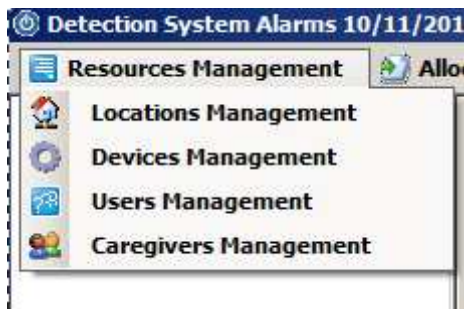 Detection System Alarms 10/11/201
Resources Management
Locations Management
Devices Management
Users Management
Caregivers Management